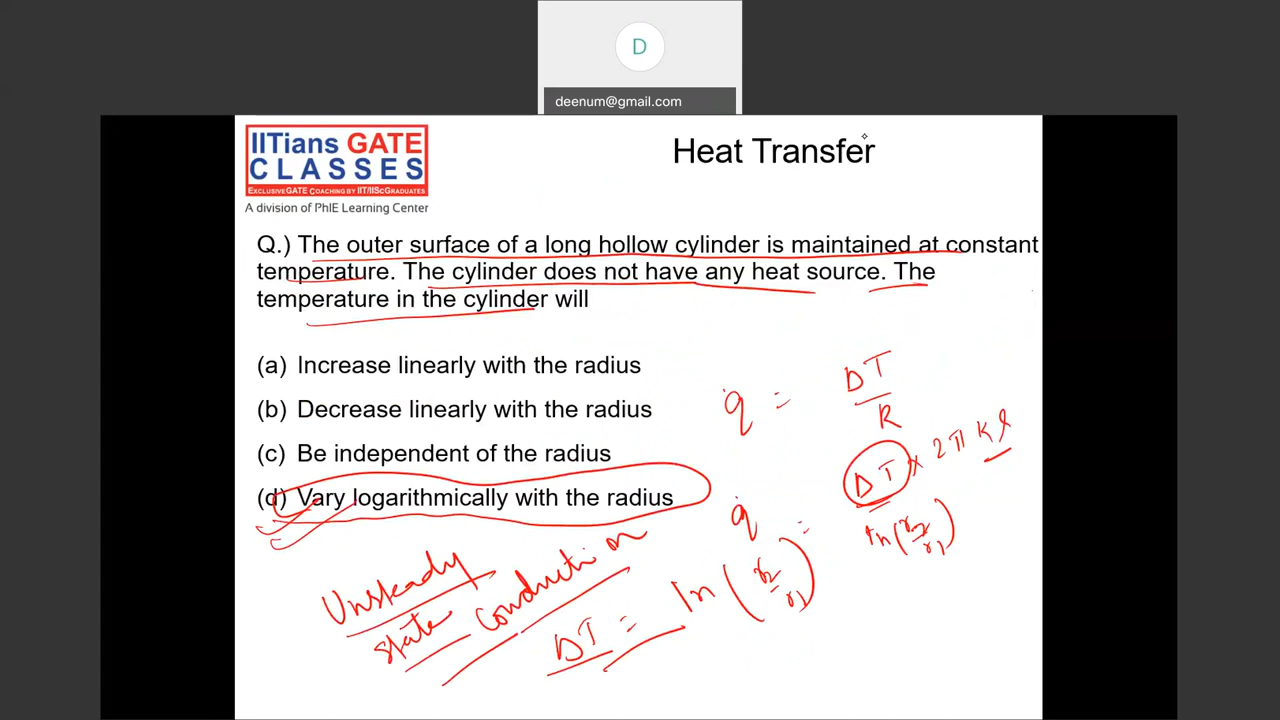 D
deenum@gmail.com
IITians GATE
CLASSES
EXCLUSIVE GATE COACHING BY IIT/IISc GRADUATES
A division of PhIE Learning Center
Heat Transfer
Q.) The outer surface of a long hollow cylinder is maintained at constant
temperature. The cylinder does not have any heat source. The
temperature in the cylinder will
(a) Increase linearly with the radius
(b) Decrease linearly with the radius
(c) Be independent of the radius
(d) Vary logarithmically with the radius
q̇ = ΔT / R
q̇ = ΔT × 2π K l / ln(r2/r1)
ΔT = ln(r2/r1)
Unsteady
state conduction